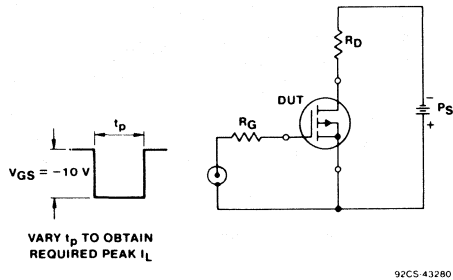 R_D
DUT
t_p
R_G
−
P_S
+
V_GS = −10 V
VARY t_p TO OBTAIN
REQUIRED PEAK I_L
92CS-43280